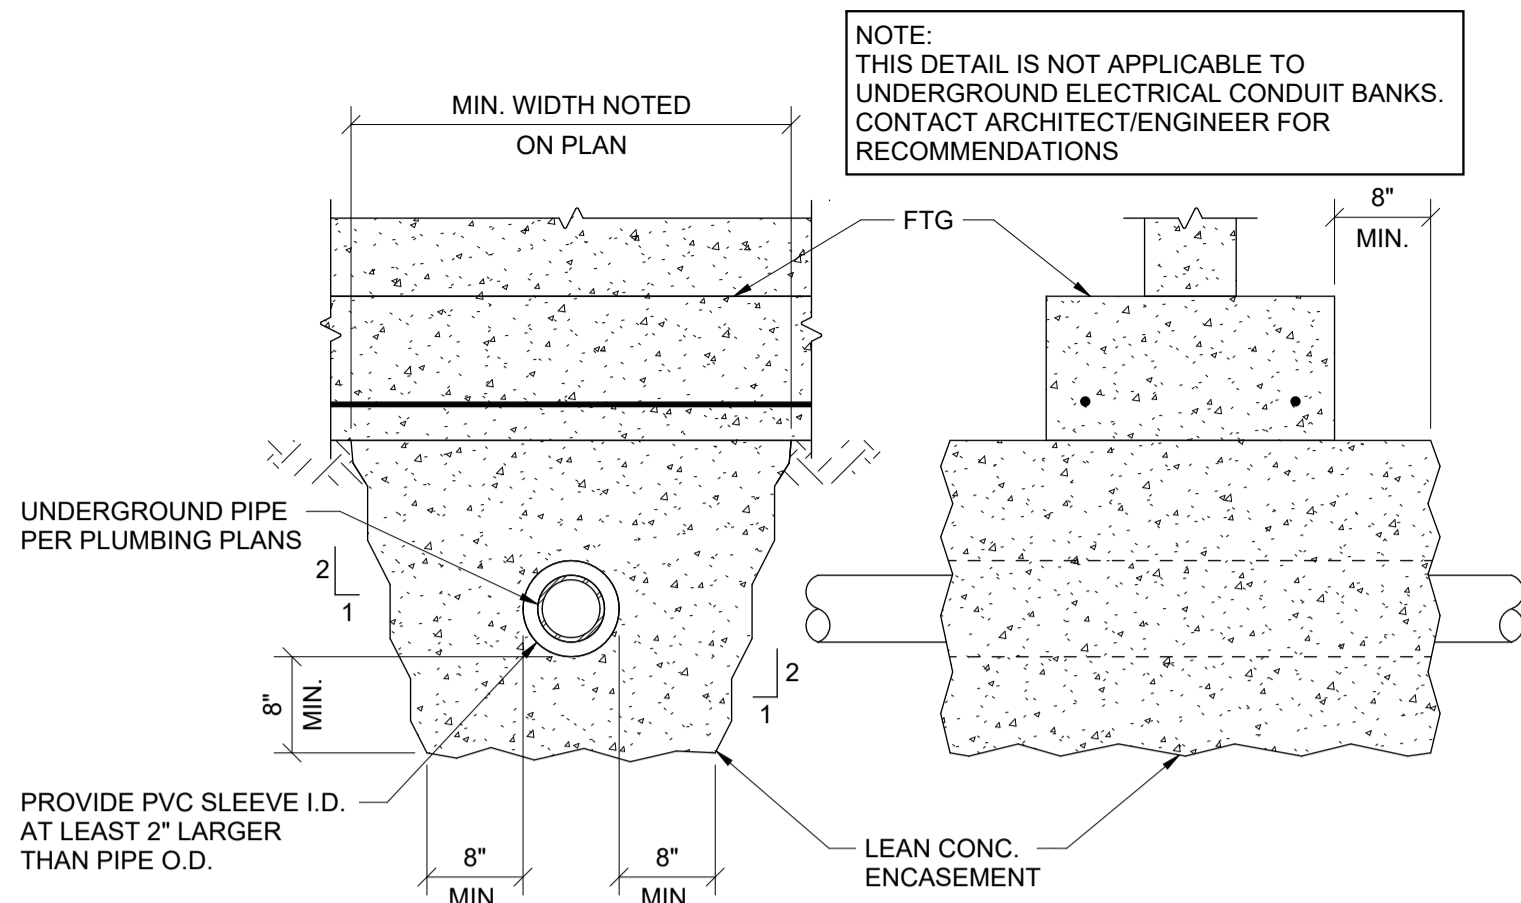 NOTE:
THIS DETAIL IS NOT APPLICABLE TO
UNDERGROUND ELECTRICAL CONDUIT BANKS.
CONTACT ARCHITECT/ENGINEER FOR
RECOMMENDATIONS
MIN. WIDTH NOTED
ON PLAN
FTG
8"
MIN.
UNDERGROUND PIPE
PER PLUMBING PLANS
2
1
2
1
8"
MIN.
PROVIDE PVC SLEEVE I.D.
AT LEAST 2" LARGER
THAN PIPE O.D.
8"
MIN
8"
MIN
LEAN CONC.
ENCASEMENT